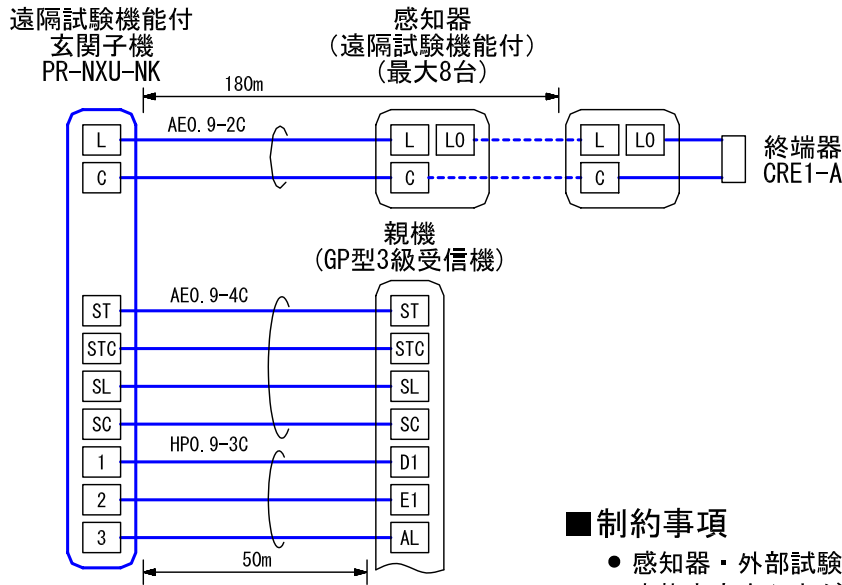 遠隔試験機能付
玄関子機
PR-NXU-NK
感知器
(遠隔試験機能付)
(最大8台)
180m
AE0.9-2C
L
C
L
L0
C
L
L0
C
終端器
CRE1-A
親機
(GP型3級受信機)
AE0.9-4C
ST
STC
SL
SC
ST
STC
SL
SC
HP0.9-3C
1
2
3
D1
E1
AL
50m
■制約事項
● 感知器・外部試験